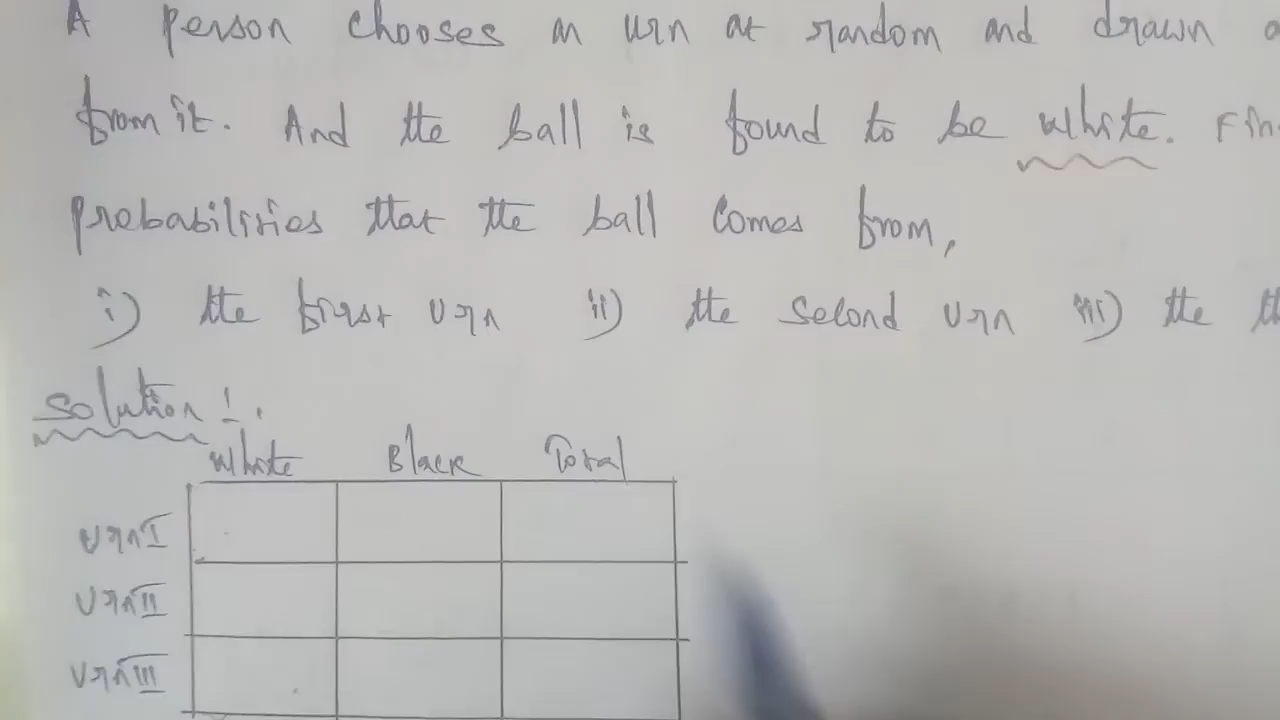 A person chooses an urn at random and drawn a
from it. And the ball is found to be white. Fin
probabilities that the ball comes from,
i) the first urn ii) the second urn iii) the th
Solution :.
White Black Total
Urn I
Urn II
Urn III